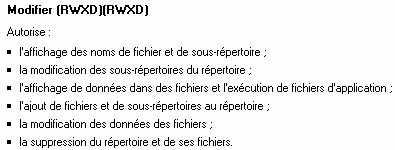 Modifier (RWXD)(RWXD)
Autorise :
▪ l'affichage des noms de fichier et de sous-répertoire ;
▪ la modification des sous-répertoires du répertoire ;
▪ l'affichage de données dans des fichiers et l'exécution de fichiers d'application ;
▪ l'ajout de fichiers et de sous-répertoires au répertoire ;
▪ la modification des données des fichiers ;
▪ la suppression du répertoire et de ses fichiers.